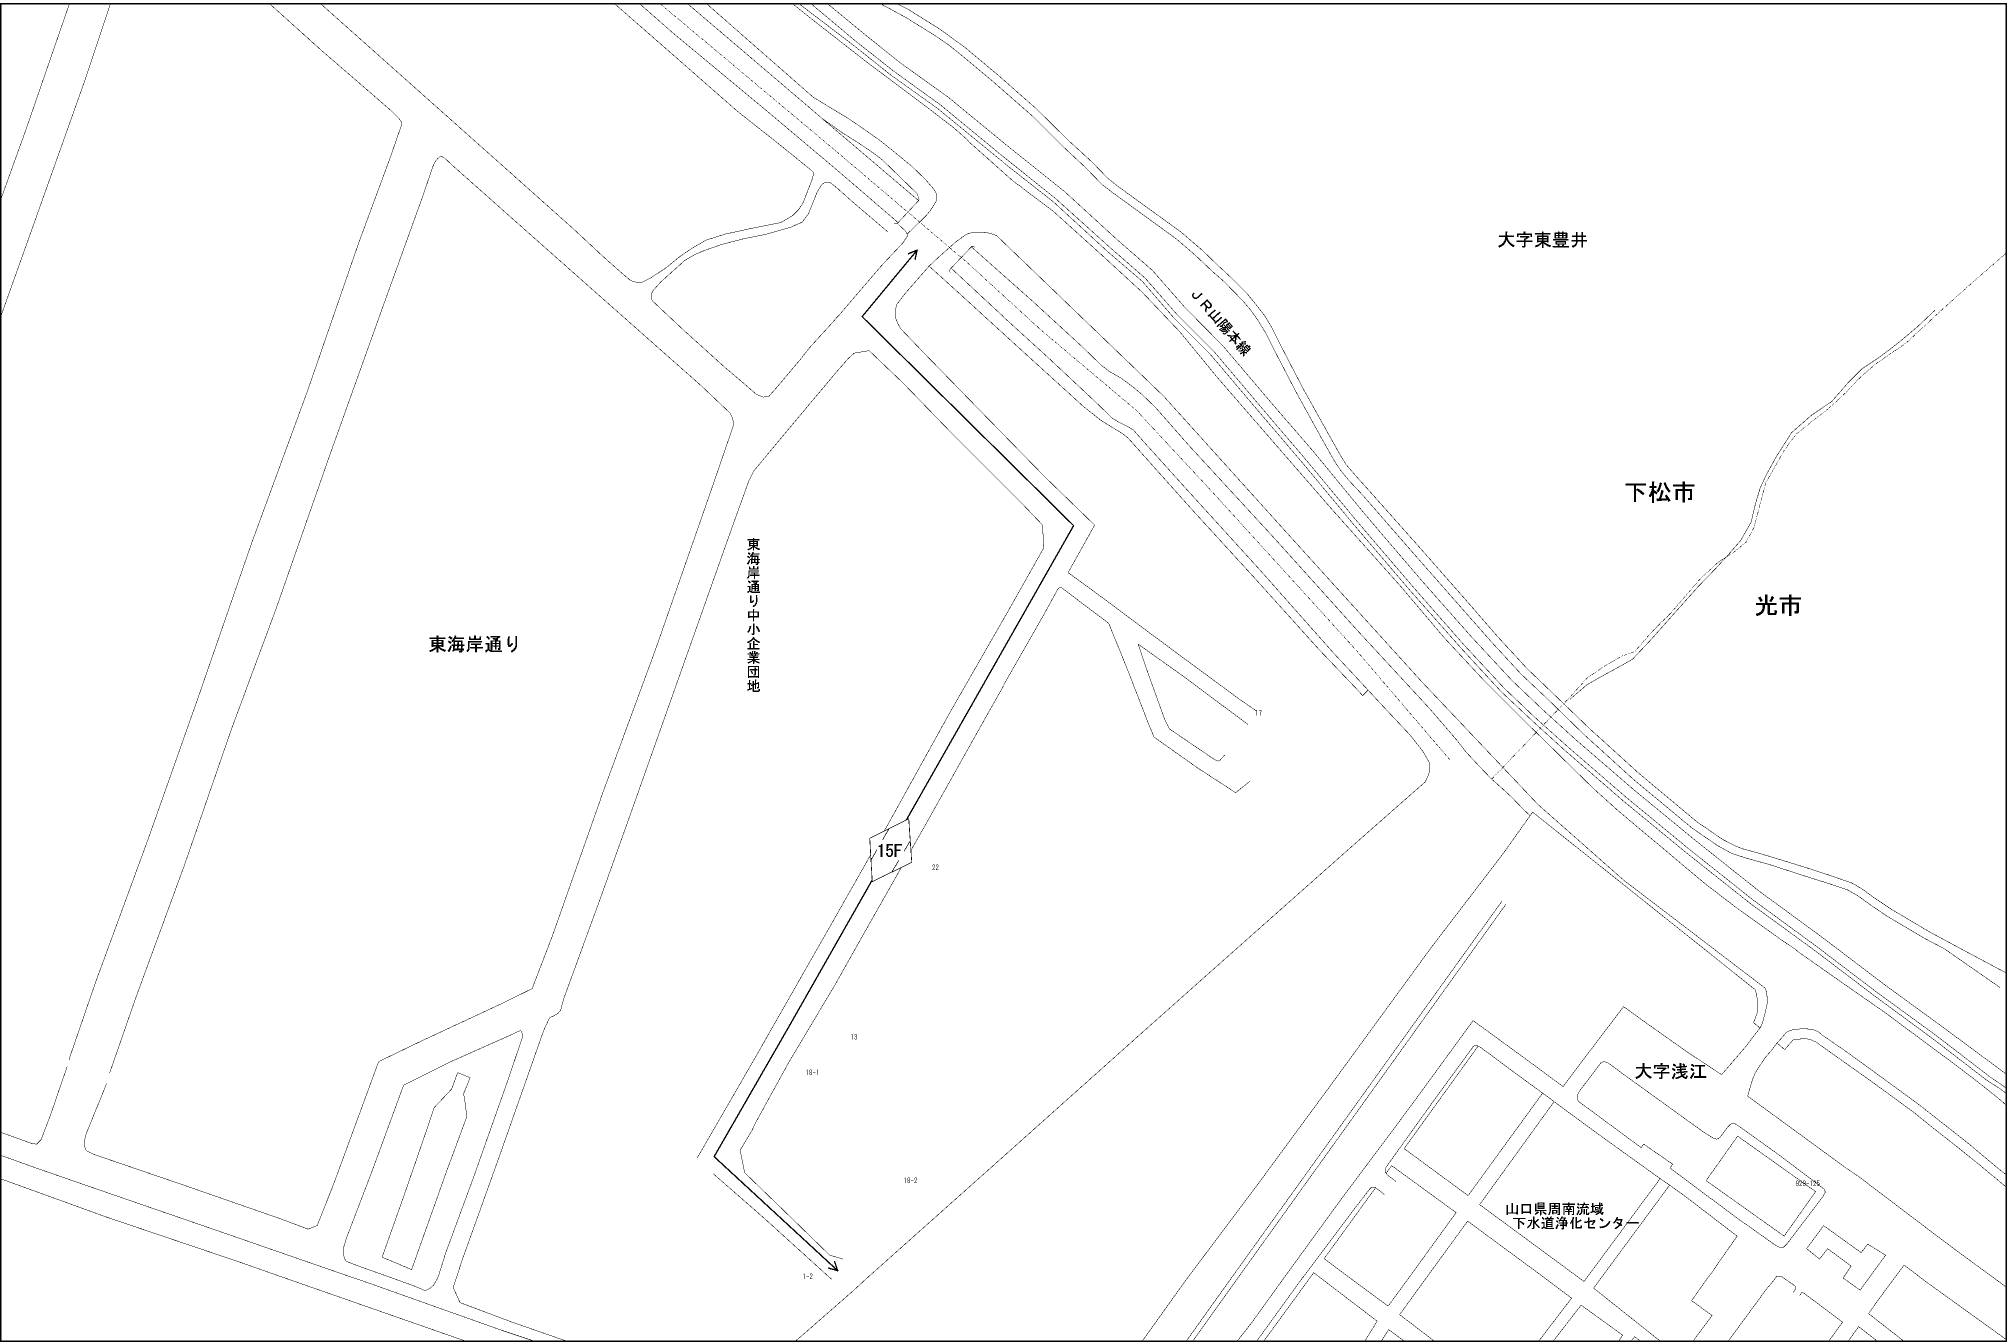 大字東豊井
JR山陽本線
下松市
光市
東海岸通り中小企業団地
東海岸通り
17
15F
22
13
18-1
大字浅江
18-2
山口県周南流域
下水道浄化センター
1-2